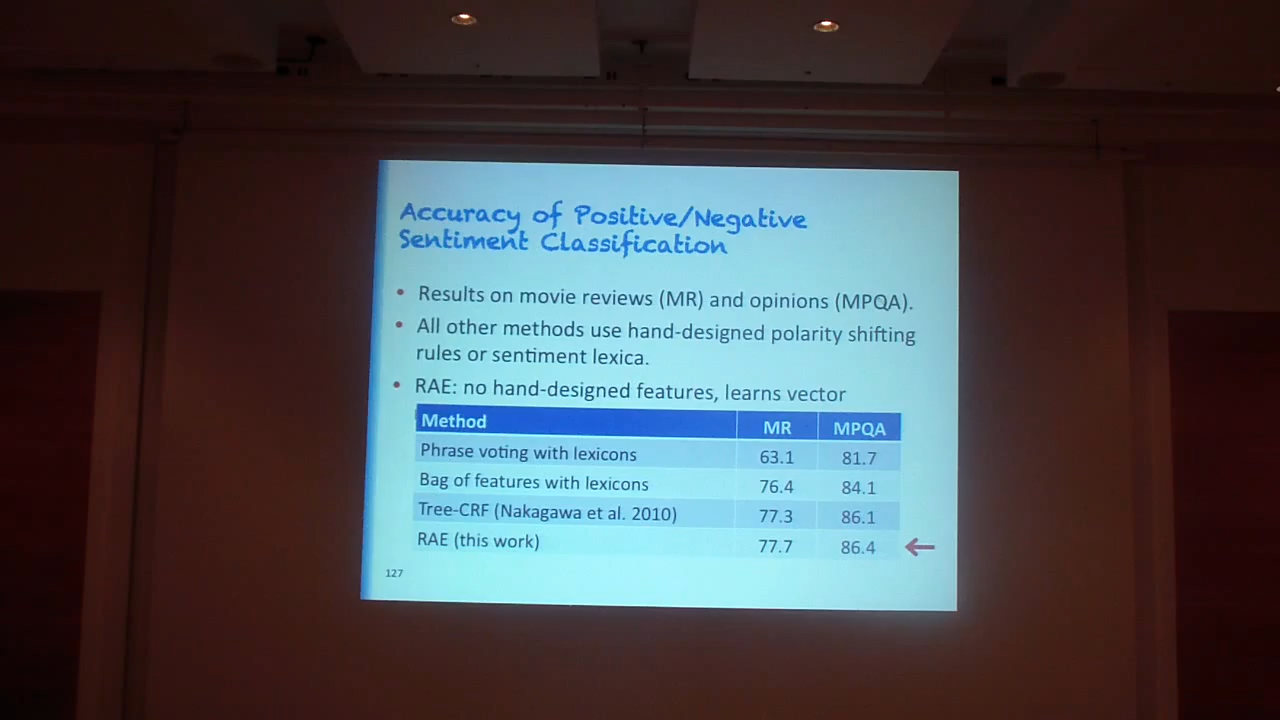 Accuracy of Positive/Negative
Sentiment Classification
• Results on movie reviews (MR) and opinions (MPQA).
• All other methods use hand-designed polarity shifting
rules or sentiment lexica.
• RAE: no hand-designed features, learns vector
Method MR MPQA
Phrase voting with lexicons 63.1 81.7
Bag of features with lexicons 76.4 84.1
Tree-CRF (Nakagawa et al. 2010) 77.3 86.1
RAE (this work) 77.7 86.4
127